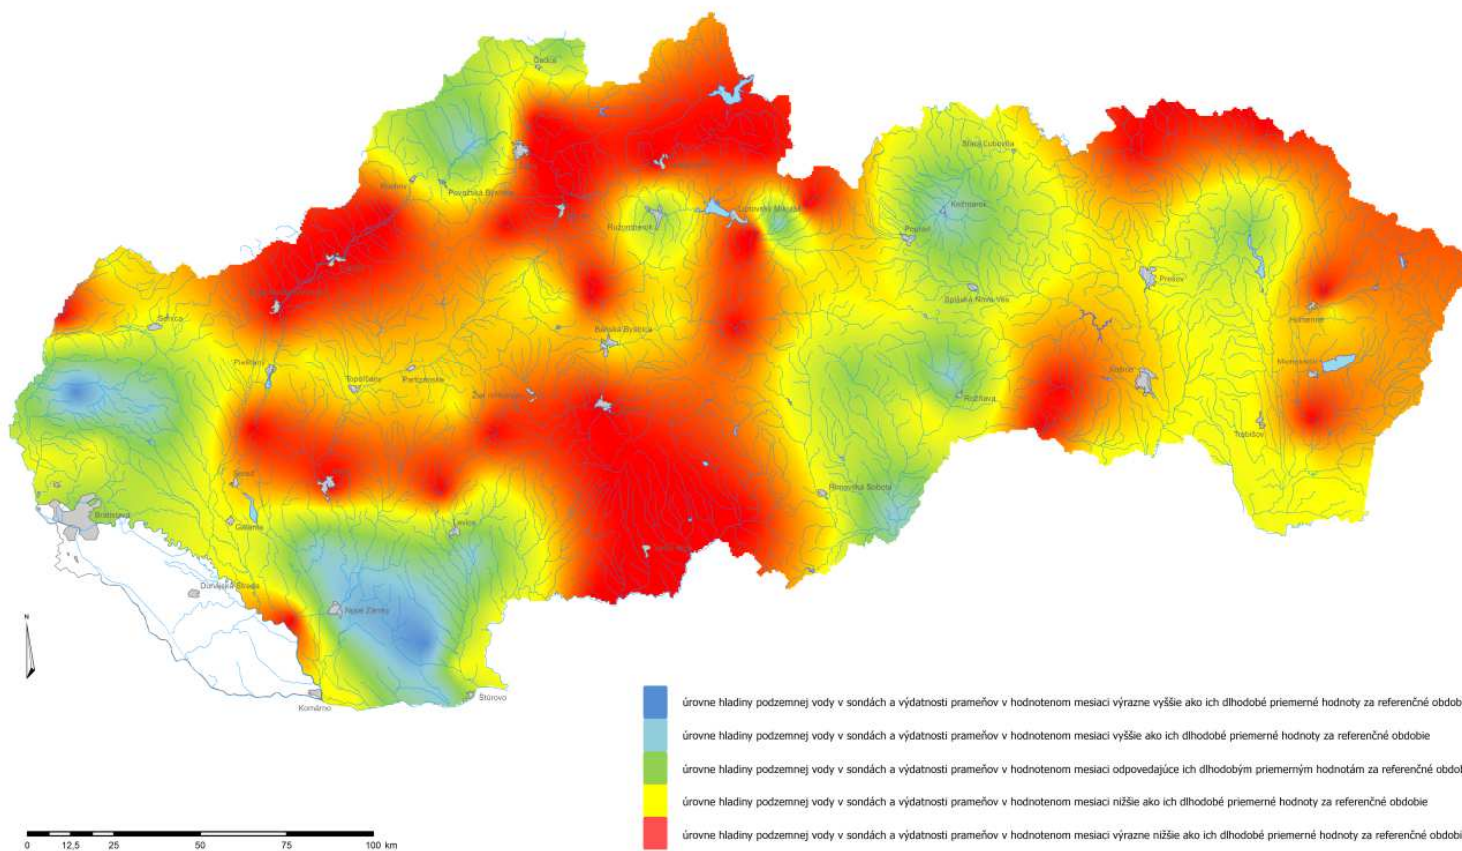 Čadca
Stará Ľubovňa
Púchov
Považská Bystrica
Kežmarok
Liptovský Mikuláš
Ružomberok
Poprad
Prešov
Spišská Nová Ves
Senica
Humenné
Banská Bystrica
Piešťany
Michalovce
Partizánske
Topoľčany
Košice
Žiar nad Hronom
Rožňava
Trebišov
Sereď
Rimavská Sobota
Bratislava
Galanta
Levice
Dunajská Streda
N
Nové Zámky
Štúrovo
Komárno
úrovne hladiny podzemnej vody v sondách a výdatnosti prameňov v hodnotenom mesiaci výrazne vyššie ako ich dlhodobé priemerné hodnoty za referenčné obdob
úrovne hladiny podzemnej vody v sondách a výdatnosti prameňov v hodnotenom mesiaci vyššie ako ich dlhodobé priemerné hodnoty za referenčné obdobie
úrovne hladiny podzemnej vody v sondách a výdatnosti prameňov v hodnotenom mesiaci odpovedajúce ich dlhodobým priemerným hodnotám za referenčné obdob
úrovne hladiny podzemnej vody v sondách a výdatnosti prameňov v hodnotenom mesiaci nižšie ako ich dlhodobé priemerné hodnoty za referenčné obdobie
úrovne hladiny podzemnej vody v sondách a výdatnosti prameňov v hodnotenom mesiaci výrazne nižšie ako ich dlhodobé priemerné hodnoty za referenčné obdobi
0 12,5 25 50 75 100 km